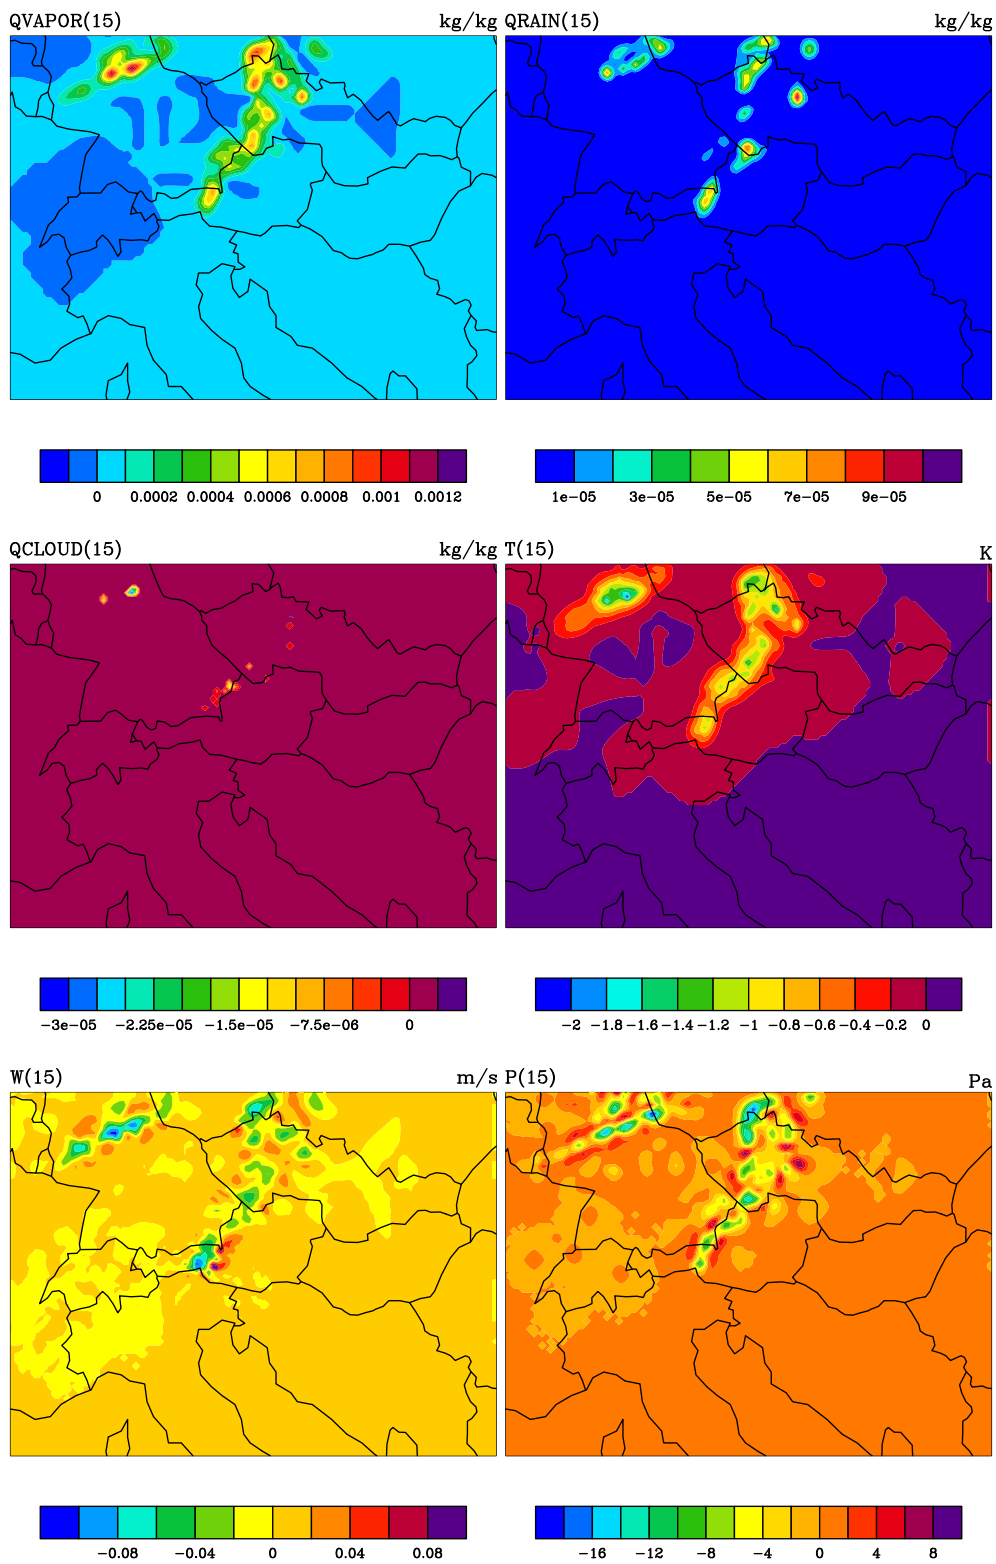 QVAPOR(15) kg/kg QRAIN(15) kg/kg
0 0.0002 0.0004 0.0006 0.0008 0.001 0.0012 1e-05 3e-05 5e-05 7e-05 9e-05
QCLOUD(15) kg/kg T(15) K
-3e-05 -2.25e-05 -1.5e-05 -7.5e-06 0 -2 -1.8 -1.6 -1.4 -1.2 -1 -0.8 -0.6 -0.4 -0.2 0
W(15) m/s P(15) Pa
-0.08 -0.04 0 0.04 0.08 -16 -12 -8 -4 0 4 8